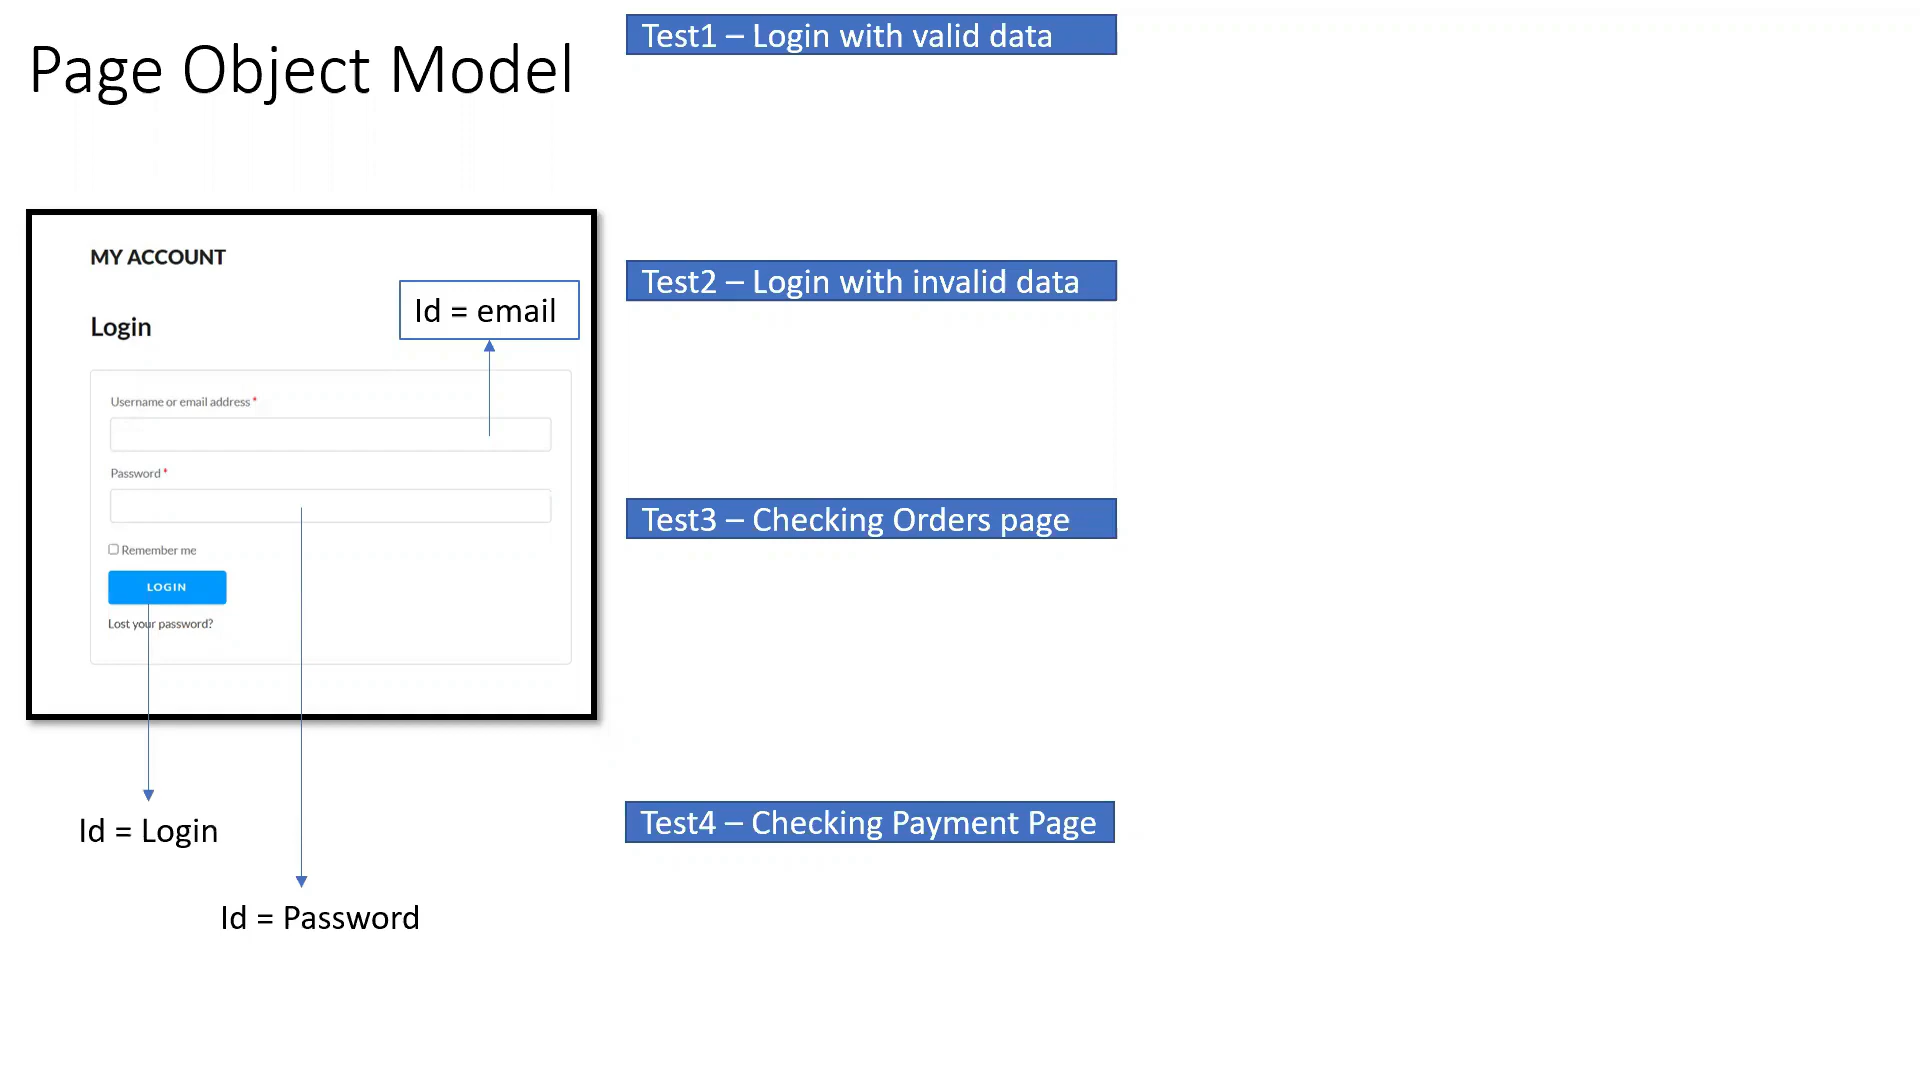 Page Object Model
MY ACCOUNT
Id = email
Login
Username or email address *
Password *
Remember me
LOGIN
Lost your password?
Id = Login
Id = Password
Test1 – Login with valid data
Test2 – Login with invalid data
Test3 – Checking Orders page
Test4 – Checking Payment Page